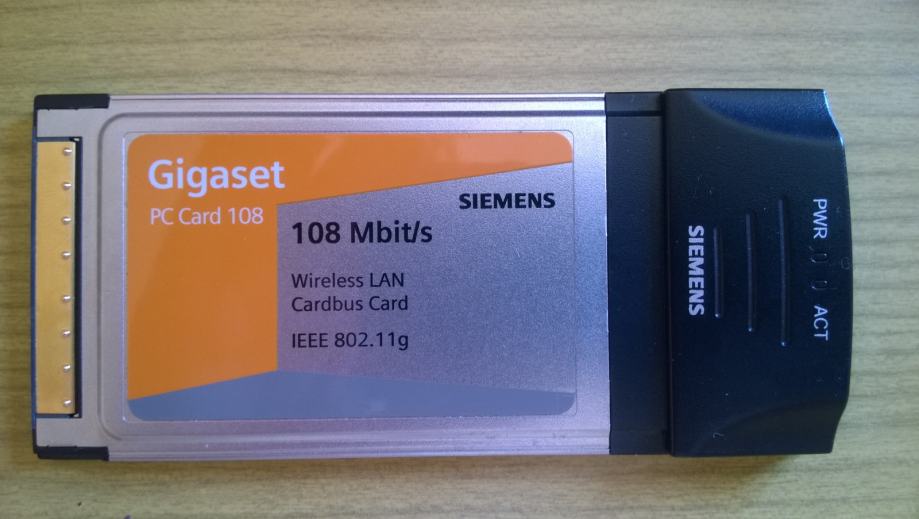 Gigaset
PC Card 108
SIEMENS
108 Mbit/s
Wireless LAN
Cardbus Card
IEEE 802.11g
SIEMENS
PWR
ACT